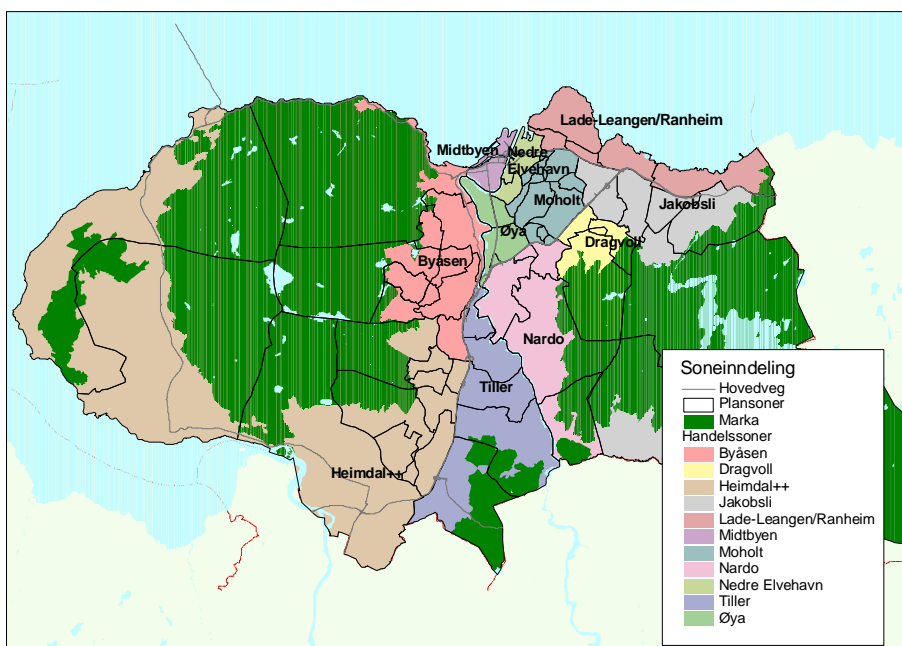 Lade-Leangen/Ranheim
Midtbyen
Nedre
Elvehavn
Moholt
Jakobsli
Øya
Dragvoll
Byåsen
Nardo
Tiller
Heimdal++
Soneinndeling
Hovedveg
Plansoner
Marka
Handelssoner
Byåsen
Dragvoll
Heimdal++
Jakobsli
Lade-Leangen/Ranheim
Midtbyen
Moholt
Nardo
Nedre Elvehavn
Tiller
Øya